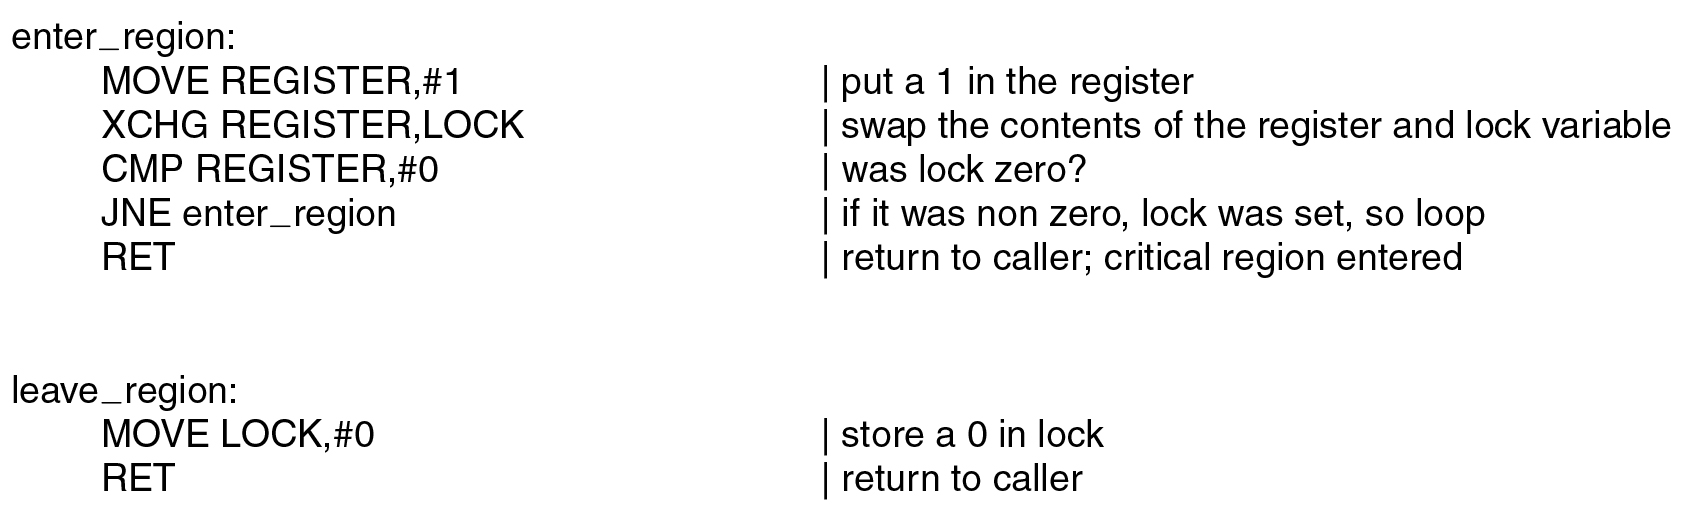 enter_region:
MOVE REGISTER,#1 | put a 1 in the register
XCHG REGISTER,LOCK | swap the contents of the register and lock variable
CMP REGISTER,#0 | was lock zero?
JNE enter_region | if it was non zero, lock was set, so loop
RET | return to caller; critical region entered
leave_region:
MOVE LOCK,#0 | store a 0 in lock
RET | return to caller